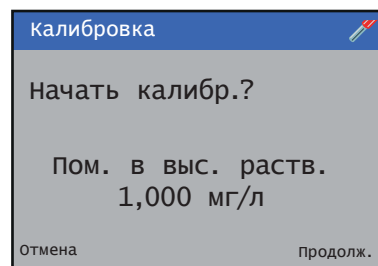 Калибровка
Начать калибр.?
Пом. в выс. раств.
1,000 мг/л
Отмена
Продолж.